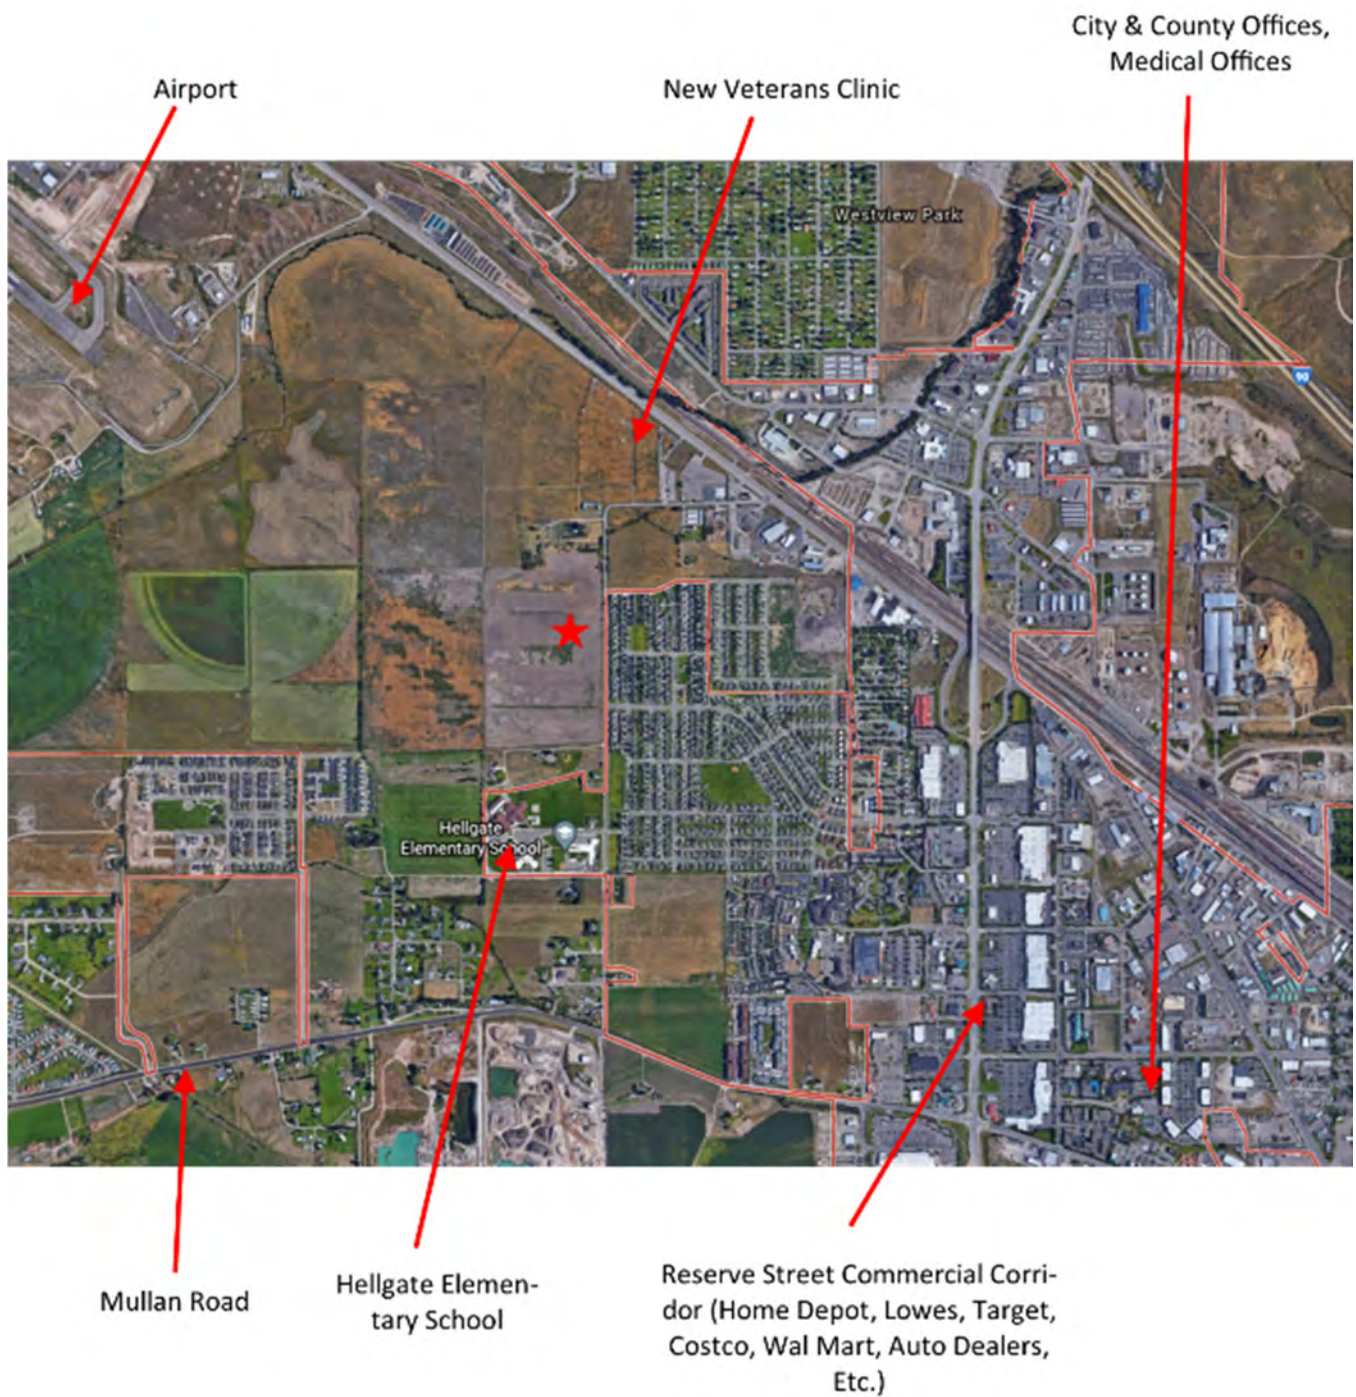 City & County Offices,
Medical Offices
Airport
New Veterans Clinic
Westview Park
90
Hellgate
Elementary School
Mullan Road
Hellgate Elemen-
tary School
Reserve Street Commercial Corri-
dor (Home Depot, Lowes, Target,
Costco, Wal Mart, Auto Dealers,
Etc.)